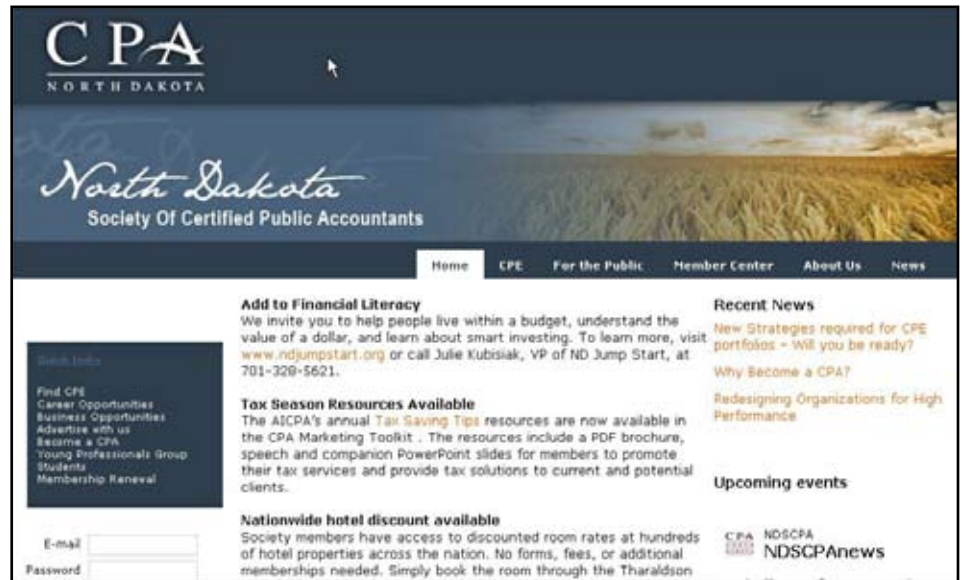 CPA
NORTH DAKOTA
North Dakota
Society Of Certified Public Accountants
Home CPE For the Public Member Center About Us News
Quick Links
Find CPE
Career Opportunities
Business Opportunities
Advertise with us
Become a CPA
Young Professionals Group
Students
Membership Renewal
E-mail
Password
Add to Financial Literacy
We invite you to help people live within a budget, understand the
value of a dollar, and learn about smart investing. To learn more, visit
www.ndjumpstart.org or call Julie Kubisiak, VP of ND Jump Start, at
701-328-5621.
Tax Season Resources Available
The AICPA's annual Tax Saving Tips resources are now available in
the CPA Marketing Toolkit . The resources include a PDF brochure,
speech and companion PowerPoint slides for members to promote
their tax services and provide tax solutions to current and potential
clients.
Nationwide hotel discount available
Society members have access to discounted room rates at hundreds
of hotel properties across the nation. No forms, fees, or additional
memberships needed. Simply book the room through the Tharaldson
Recent News
New Strategies required for CPE
portfolios - Will you be ready?
Why Become a CPA?
Redesigning Organizations for High
Performance
Upcoming events
CPA NDSCPA
NDSCPAnews